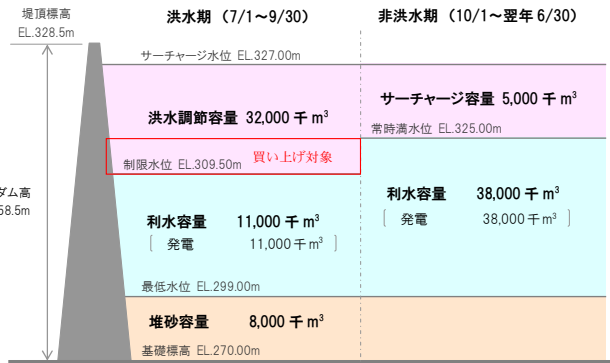 堤頂標高
EL.328.5m
洪水期 (7/1～9/30)
非洪水期 (10/1～翌年 6/30)
サーチャージ水位 EL.327.00m
洪水調節容量 32,000 千 m³
サーチャージ容量 5,000 千 m³
常時満水位 EL.325.00m
制限水位 EL.309.50m
買い上げ対象
ダム高
58.5m
利水容量 11,000 千 m³
[ 発電 11,000 千 m³ ]
利水容量 38,000 千 m³
[ 発電 38,000 千 m³ ]
最低水位 EL.299.00m
堆砂容量 8,000 千 m³
基礎標高 EL.270.00m